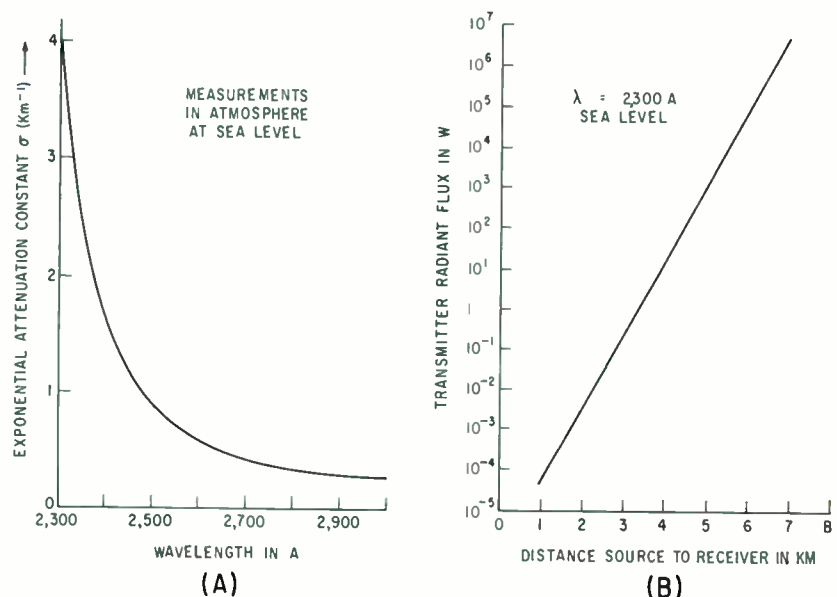 EXPONENTIAL ATTENUATION CONSTANT σ (Km⁻¹)
4
3
2
1
0
MEASUREMENTS
IN ATMOSPHERE
AT SEA LEVEL
2,300
2,500
2,700
2,900
WAVELENGTH IN A
(A)
TRANSMITTER RADIANT FLUX IN W
10⁷
10⁶
10⁵
10⁴
10³
10¹
1
10⁻¹
10⁻²
10⁻³
10⁻⁴
10⁻⁵
λ = 2,300 A
SEA LEVEL
0 1 2 3 4 5 6 7 8
DISTANCE SOURCE TO RECEIVER IN KM
(B)